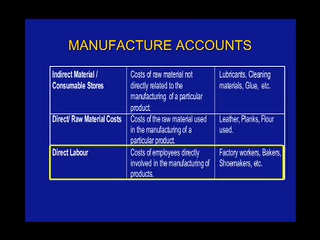 MANUFACTURE ACCOUNTS
Indirect Material / Consumable Stores
Costs of raw material not directly related to the manufacturing of a particular product.
Lubricants, Cleaning materials, Glue, etc.
Direct/ Raw Material Costs
Costs of the raw material used in the manufacturing of a particular product.
Leather, Planks, Flour used.
Direct Labour
Costs of employees directly involved in the manufacturing of products.
Factory workers, Bakers, Shoemakers, etc.